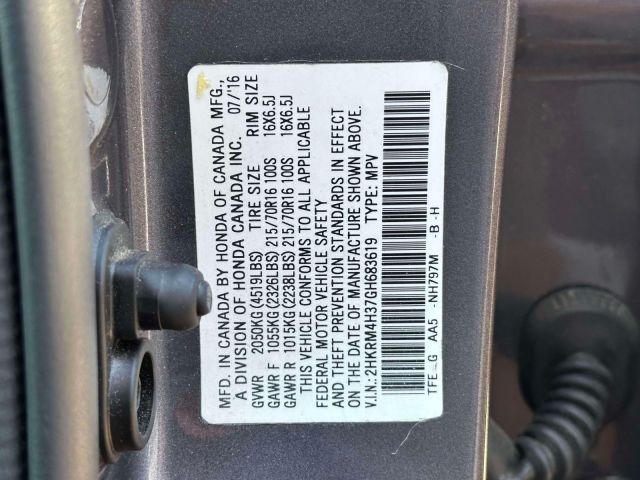 MFD. IN CANADA BY HONDA OF CANADA MFG.,
A DIVISION OF HONDA CANADA INC. 07/'16
GVWR 2050KG (4519LBS) TIRE SIZE RIM SIZE
GAWR F 1055KG(2326LBS) 215/70R16 100S 16X6.5J
GAWR R 1015KG(2238LBS) 215/70R16 100S 16X6.5J
THIS VEHICLE CONFORMS TO ALL APPLICABLE
FEDERAL MOTOR VEHICLE SAFETY
AND THEFT PREVENTION STANDARDS IN EFFECT
ON THE DATE OF MANUFACTURE SHOWN ABOVE.
V.I.N.: 2HKRM4H37GH683619 TYPE: MPV
AA5 -NH797M -B -H